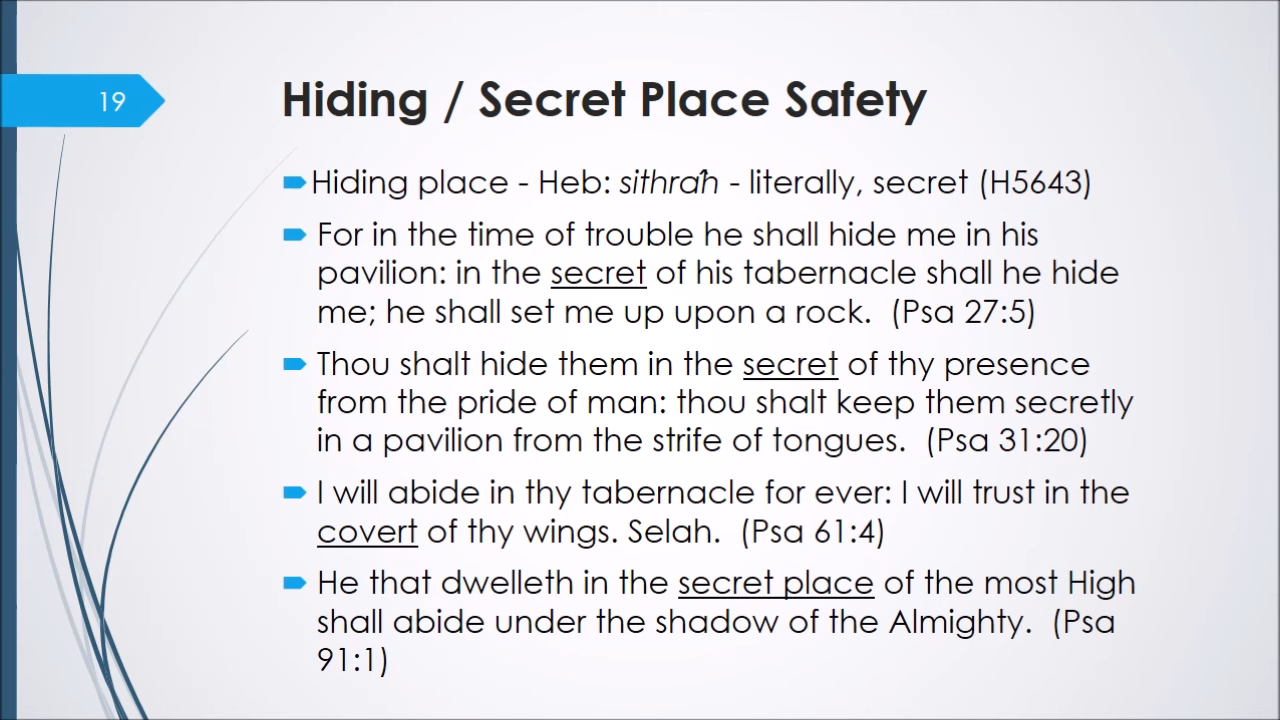 19
Hiding / Secret Place Safety
Hiding place - Heb: sithrah - literally, secret (H5643)
For in the time of trouble he shall hide me in his
pavilion: in the secret of his tabernacle shall he hide
me; he shall set me up upon a rock. (Psa 27:5)
Thou shalt hide them in the secret of thy presence
from the pride of man: thou shalt keep them secretly
in a pavilion from the strife of tongues. (Psa 31:20)
I will abide in thy tabernacle for ever: I will trust in the
covert of thy wings. Selah. (Psa 61:4)
He that dwelleth in the secret place of the most High
shall abide under the shadow of the Almighty. (Psa
91:1)